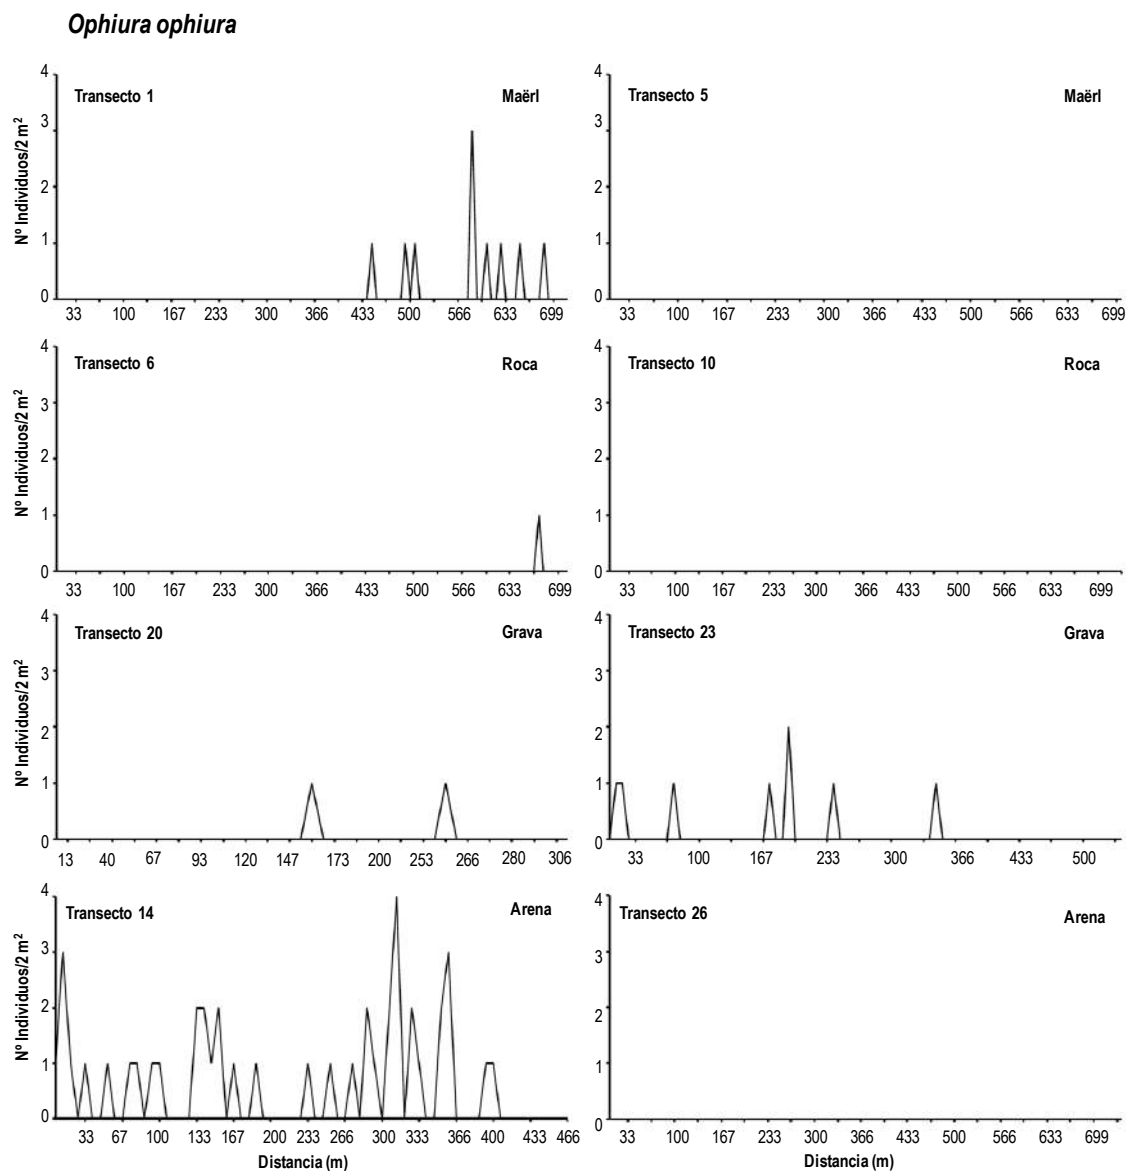 Ophiura ophiura
Transecto 1
Maërl
Nº Individuos/2 m²
4
3
2
1
0
33 100 167 233 300 366 433 500 566 633 699
Transecto 5
Maërl
4
3
2
1
0
33 100 167 233 300 366 433 500 566 633 699
Transecto 6
Roca
Nº Individuos/2 m²
4
3
2
1
0
33 100 167 233 300 366 433 500 566 633 699
Transecto 10
Roca
4
3
2
1
0
33 100 167 233 300 366 433 500 566 633 699
Transecto 20
Grava
Nº Individuos/2 m²
4
3
2
1
0
13 40 67 93 120 147 173 200 253 266 280 306
Transecto 23
Grava
4
3
2
1
0
33 100 167 233 300 366 433 500
Transecto 14
Arena
Nº Individuos/2 m²
4
3
2
1
0
33 67 100 133 167 200 233 266 300 333 366 400 433 466
Distancia (m)
Transecto 26
Arena
4
3
2
1
0
33 100 167 233 300 366 433 500 566 633 699
Distancia (m)